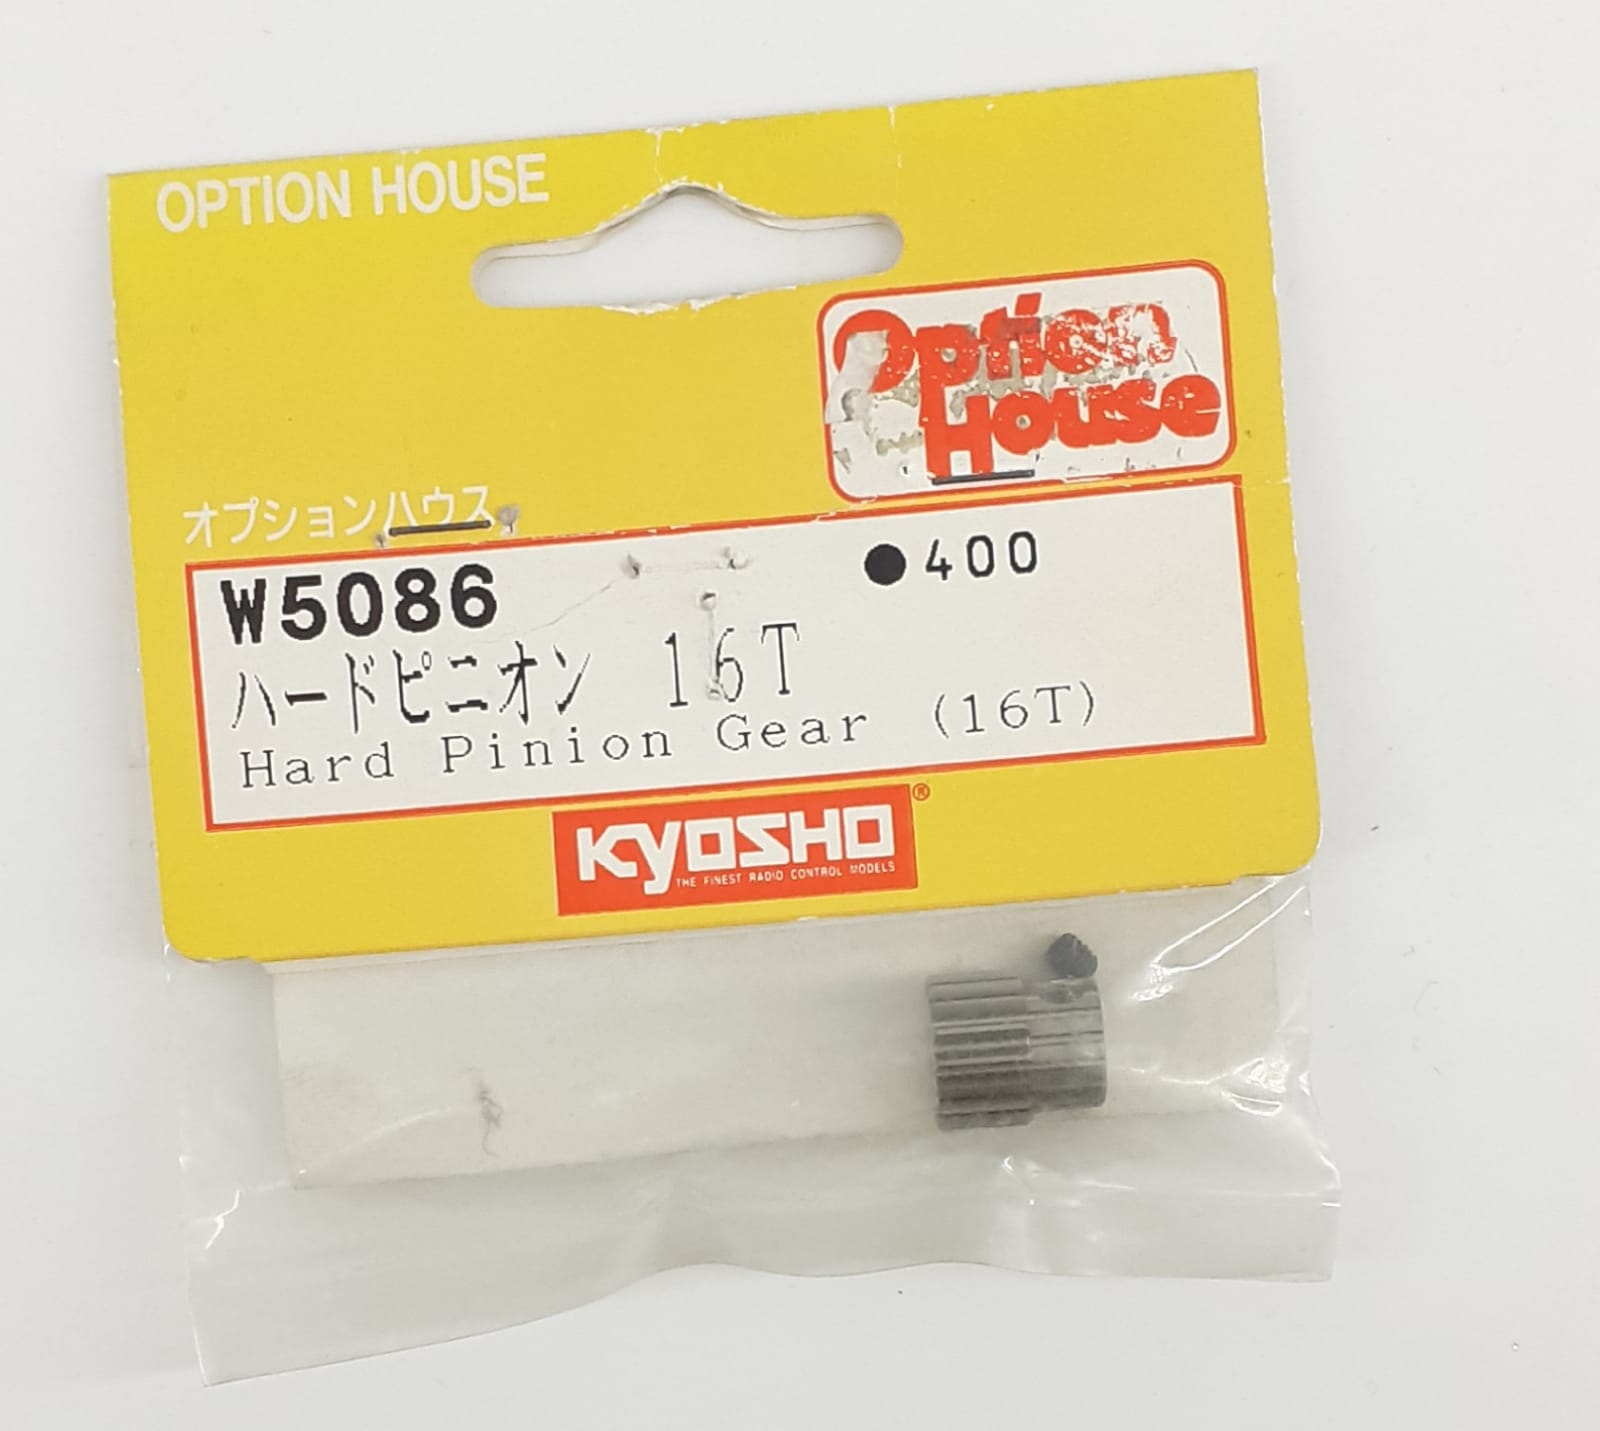 OPTION HOUSE
Option
House
オプションハウス
W5086 ●400
ハードピニオン 16T
Hard Pinion Gear (16T)
KYOSHO®
THE FINEST RADIO CONTROL MODELS